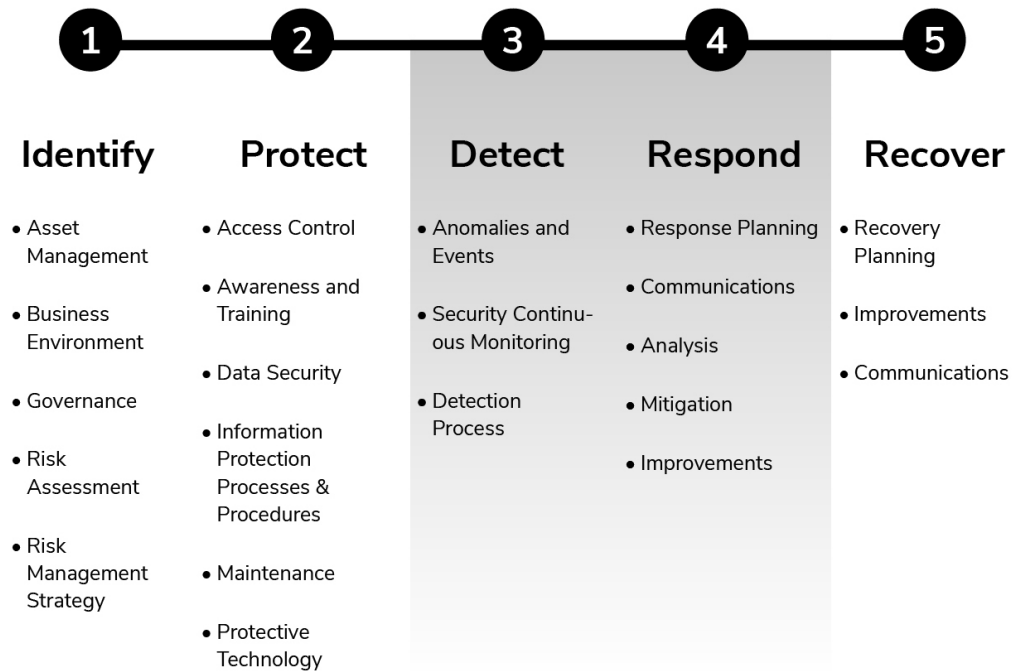 1
2
3
4
5
Identify
• Asset
Management
• Business
Environment
• Governance
• Risk
Assessment
• Risk
Management
Strategy
Protect
• Access Control
• Awareness and
Training
• Data Security
• Information
Protection
Processes &
Procedures
• Maintenance
• Protective
Technology
Detect
• Anomalies and
Events
• Security Continu-
ous Monitoring
• Detection
Process
Respond
• Response Planning
• Communications
• Analysis
• Mitigation
• Improvements
Recover
• Recovery
Planning
• Improvements
• Communications